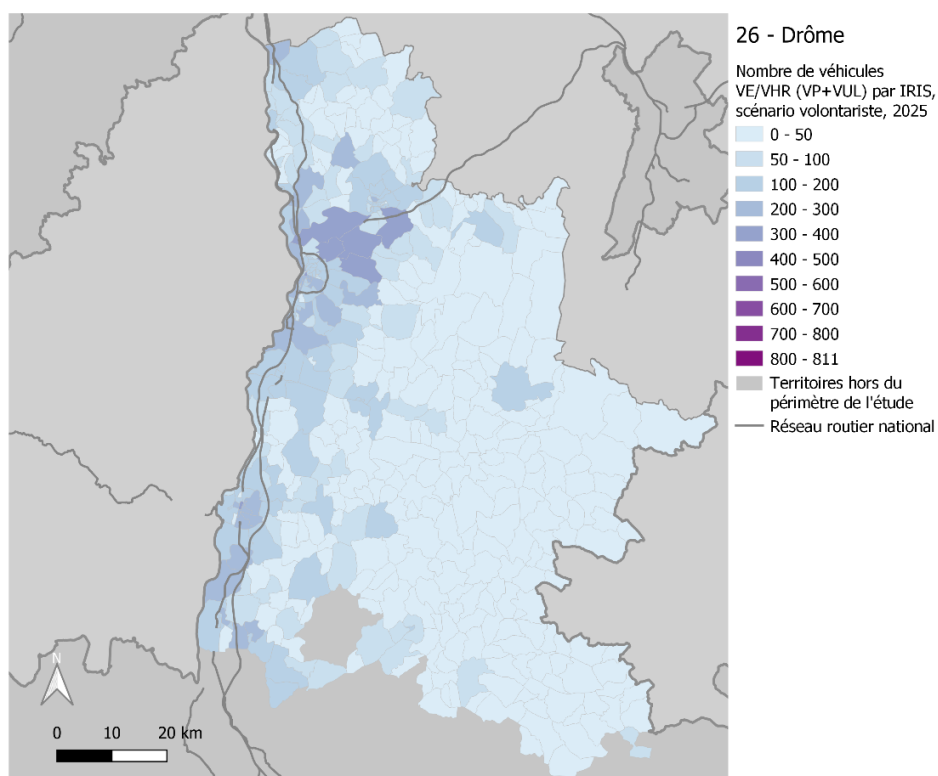 26 - Drôme
Nombre de véhicules
VE/VHR (VP+VUL) par IRIS,
scénario volontariste, 2025
0 - 50
50 - 100
100 - 200
200 - 300
300 - 400
400 - 500
500 - 600
600 - 700
700 - 800
800 - 811
Territoires hors du
périmètre de l'étude
Réseau routier national
N
0 10 20 km